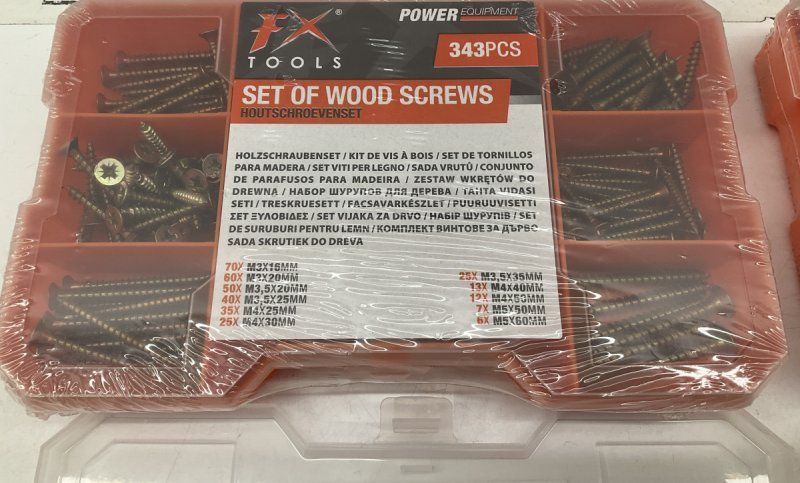 POWER EQUIPMENT
FX®
TOOLS
343PCS
SET OF WOOD SCREWS
HOUTSCHROEVENSET
HOLZSCHRAUBENSET / KIT DE VIS À BOIS / SET DE TORNILLOS
PARA MADERA / SET VITI PER LEGNO / SADA VRUTŮ / CONJUNTO
DE PARAFUSOS PARA MADEIRA / ZESTAW WKRĘTÓW DO
DREWNA / НАБОР ШУРУПОВ ДЛЯ ДЕРЕВА / TAHTA VIDASI
SETI / TRESKRUESETT / FACSAVARKÉSZLET / PUURUUVISETTI
ΣΕΤ ΞΥΛΟΒΙΔΕΣ / SET VIJAKA ZA DRVO / НАБІР ШУРУПІВ / SET
DE SURUBURI PENTRU LEMN / КОМПЛЕКТ ВИНТОВЕ ЗА ДЪРВО
SADA SKRUTIEK DO DREVA
70X M3X16MM
60X M3X20MM
50X M3,5X20MM
40X M3,5X25MM
35X M4X25MM
25X M4X30MM
25X M3,5X35MM
13X M4X40MM
12X M4X50MM
7X M5X50MM
6X M5X60MM